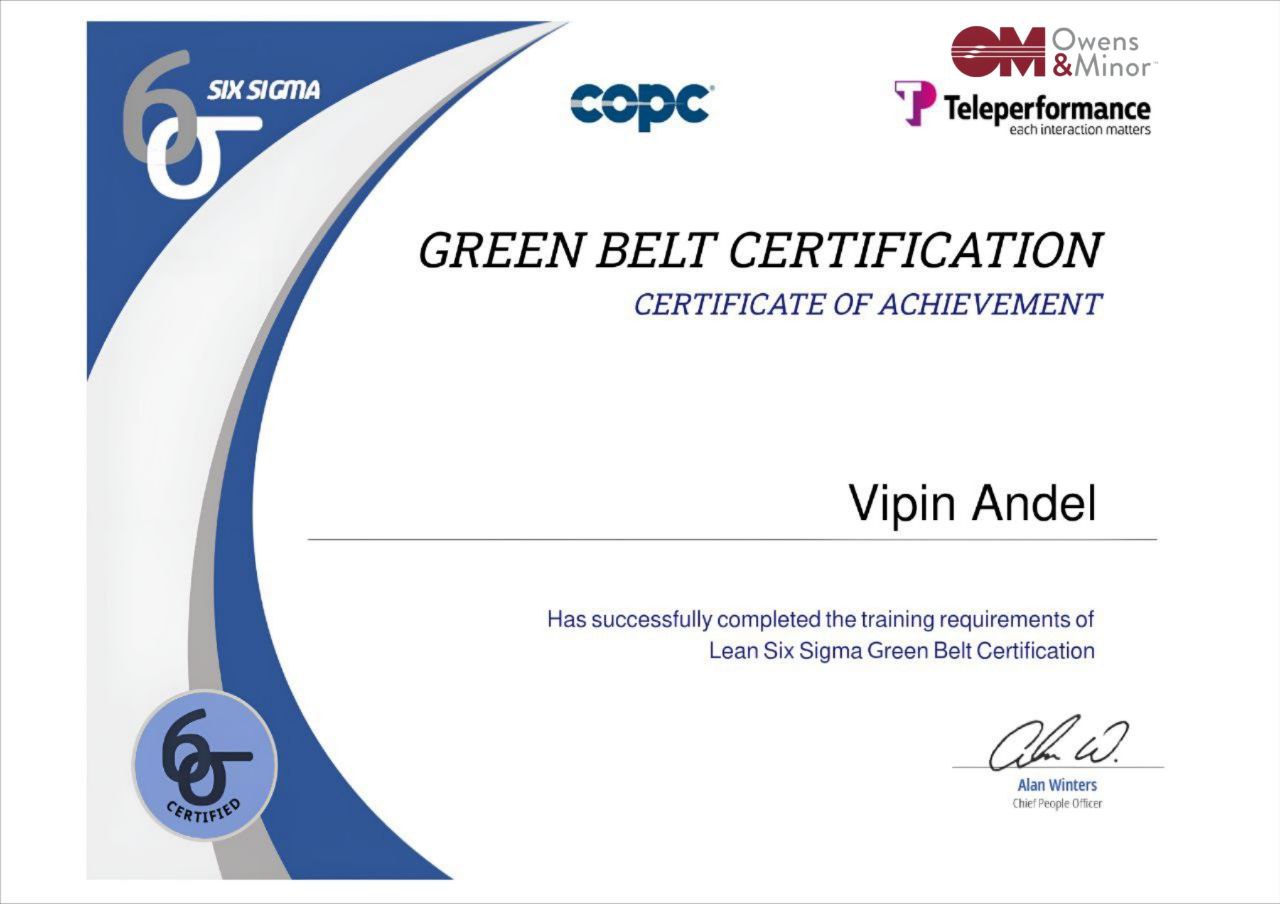 SIX SIGMA
copc
Owens
OM &Minor
TP Teleperformance
each interaction matters
GREEN BELT CERTIFICATION
CERTIFICATE OF ACHIEVEMENT
Vipin Andel
Has successfully completed the training requirements of
Lean Six Sigma Green Belt Certification
Alan W.
Alan Winters
Chief People Officer
6σ
CERTIFIED